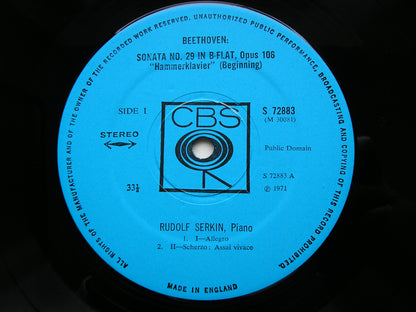 ALL RIGHTS OF THE MANUFACTURER AND OF THE OWNER OF THE RECORDED WORK RESERVED. UNAUTHORIZED PUBLIC PERFORMANCE, BROADCASTING AND COPYING OF THIS RECORD PROHIBITED.
BEETHOVEN:
SONATA NO. 29 IN B-FLAT, Opus 106
"Hammerklavier" (Beginning)
SIDE 1
CBS
S 72883
(M 30081)
STEREO
Public Domain
S 72883 A
33⅓
℗ 1971
RUDOLF SERKIN, Piano
1. I—Allegro
2. II—Scherzo: Assai vivace
MADE IN ENGLAND